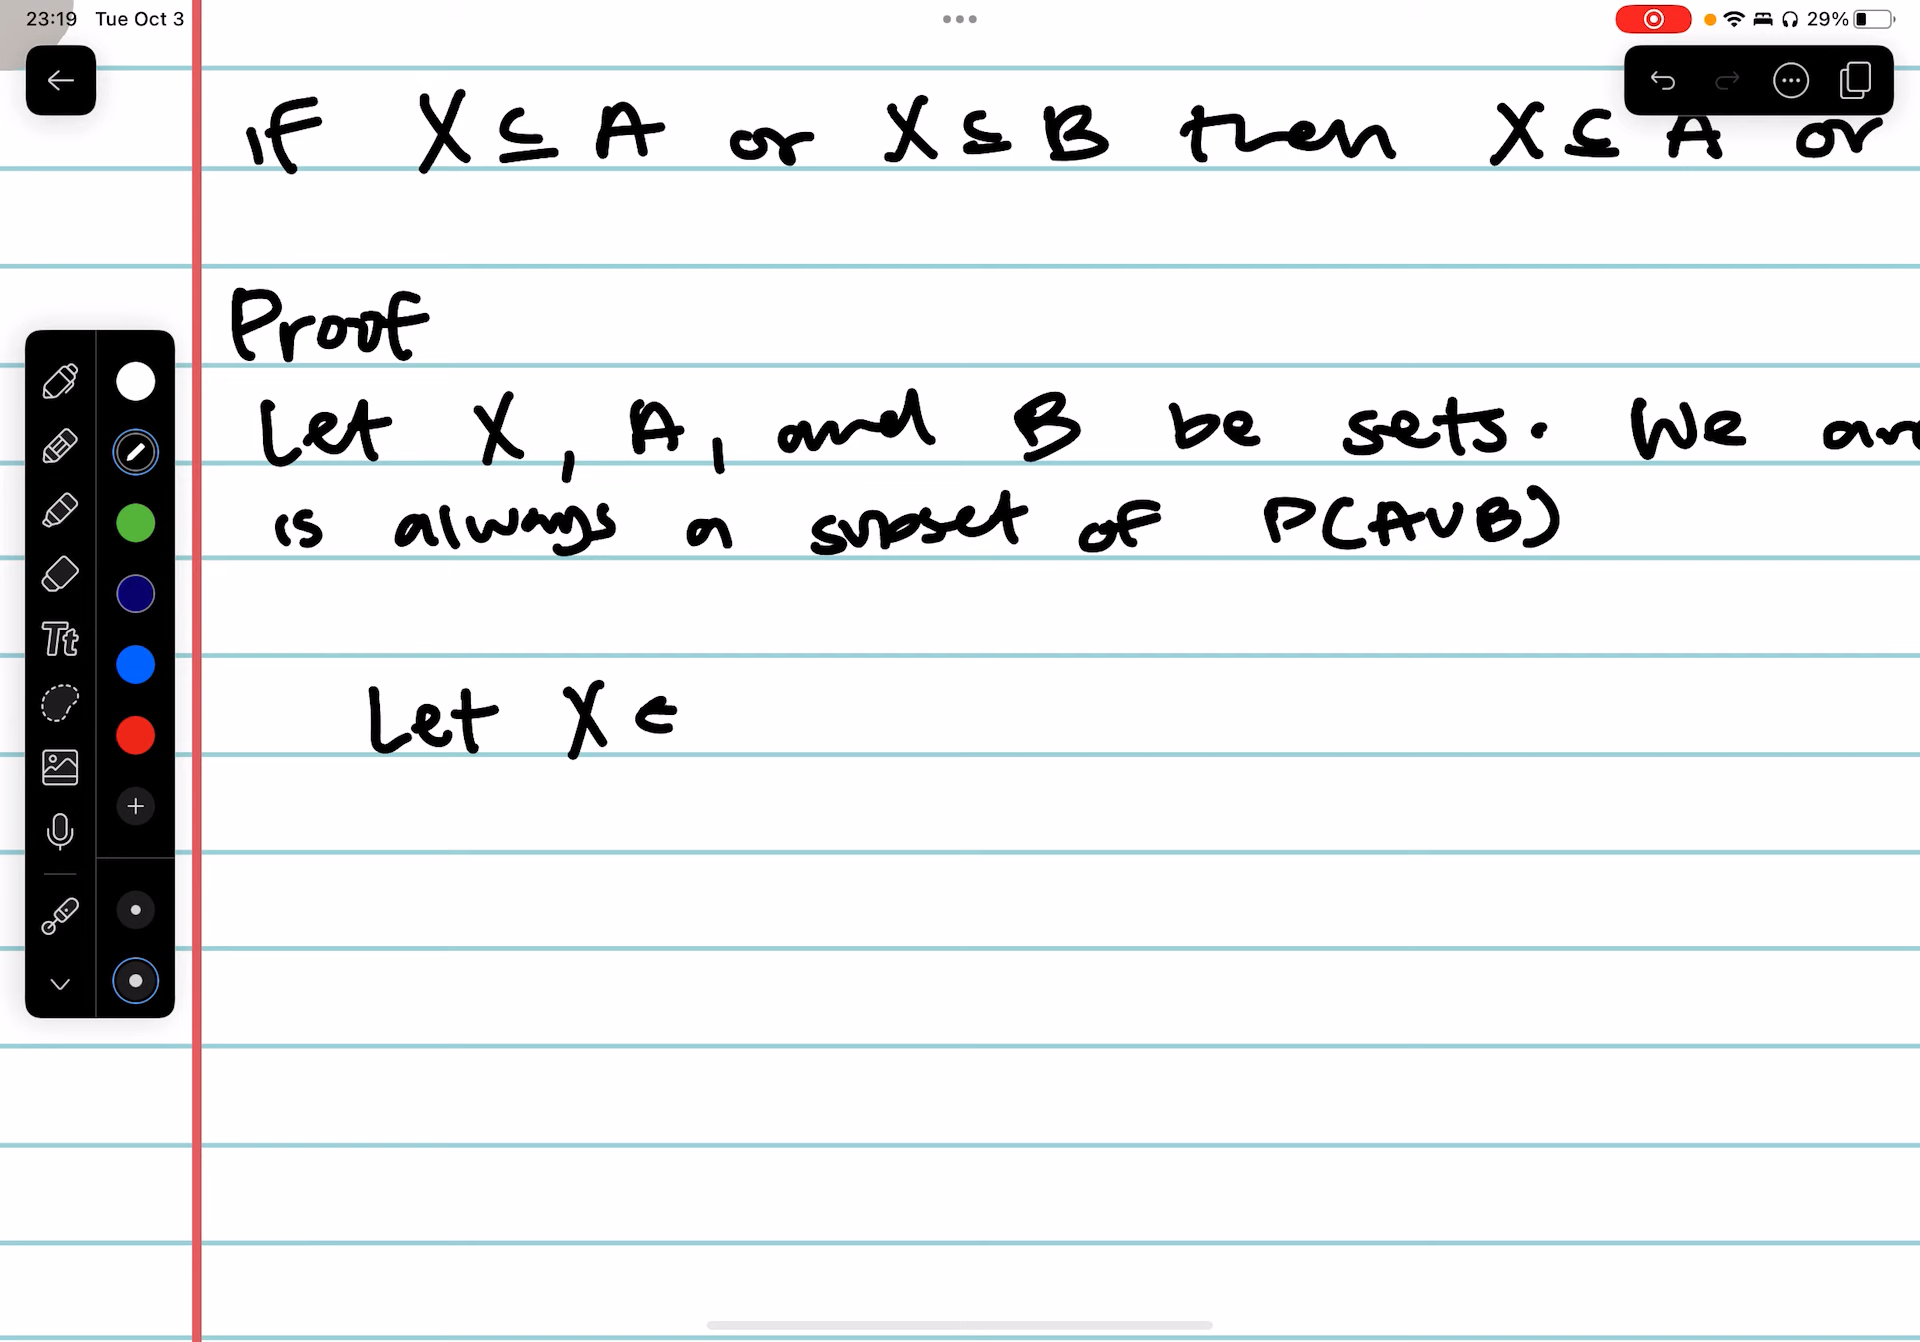 23:19 Tue Oct 3 29%
If X ⊆ A or X ⊆ B then X ⊆ A or
Proof
Let X, A, and B be sets. We
is always a subset of P(A∪B)
Tt
Let X ∈